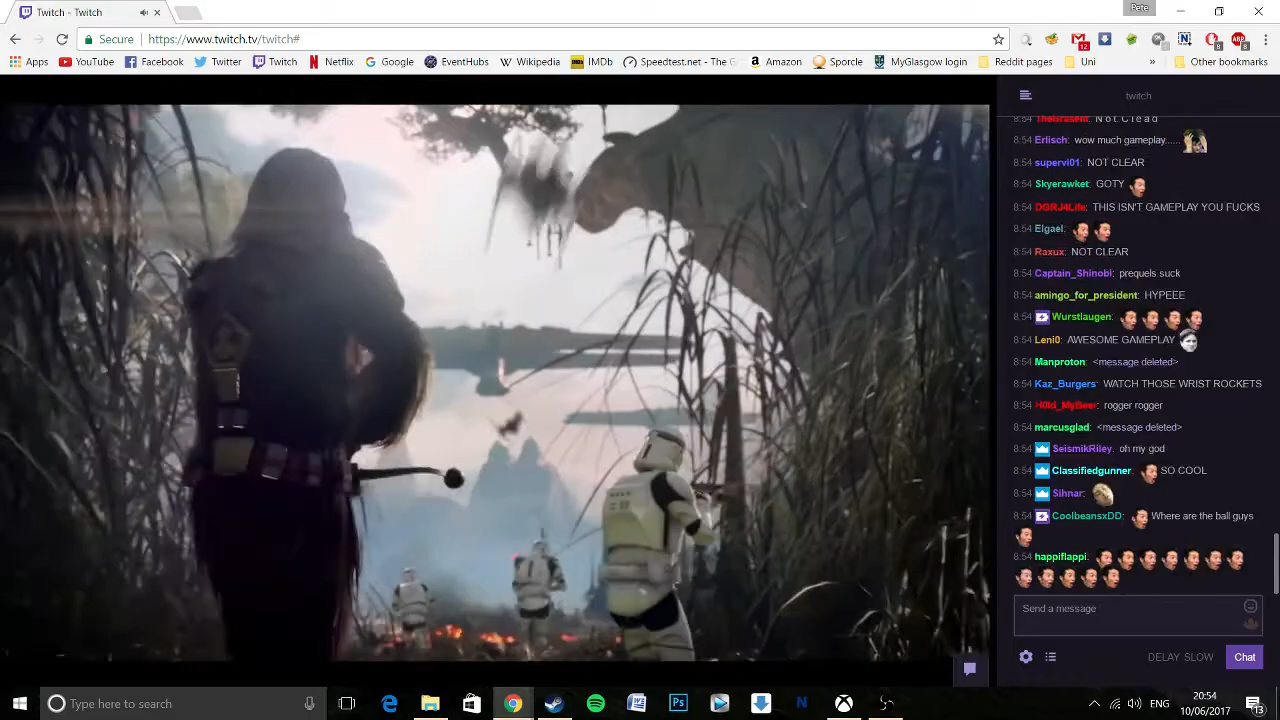 Twitch - Twitch
Pete
Secure
https://www.twitch.tv/twitch#
12
8
8
Apps
YouTube
Facebook
Twitter
Twitch
Netflix
Google
EventHubs
Wikipedia
IMDb
Speedtest.net - The G
Amazon
Sporcle
MyGlasgow login
Reddit pages
Uni
»
Other bookmarks
twitch
8:54 Erlisch: wow much gameplay......
8:54 supervi01: NOT CLEAR
8:54 Skyerawket: GOTY
8:54 DGRJ4Life: THIS ISN'T GAMEPLAY YOU FUCKS
8:54 Elgael:
8:54 Raxux: NOT CLEAR
8:54 Captain_Shinobi: prequels suck
8:54 amingo_for_president: HYPEEE
8:54 Wurstlaugen:
8:54 Leni0: AWESOME GAMEPLAY
8:54 Manproton: <message deleted>
8:54 Kaz_Burgers: WATCH THOSE WRIST ROCKETS
8:54 H0ld_MyBeer: rogger rogger
8:54 marcusglad: <message deleted>
8:54 SeismikRiley: oh my god
8:54 Classifiedgunner: SO COOL
8:54 Sihnar:
8:54 CoolbeansxDD: Where are the ball guys
8:54 happiflappi:
Send a message
DELAY SLOW
Chat
Type here to search
ENG
20:54
10/06/2017